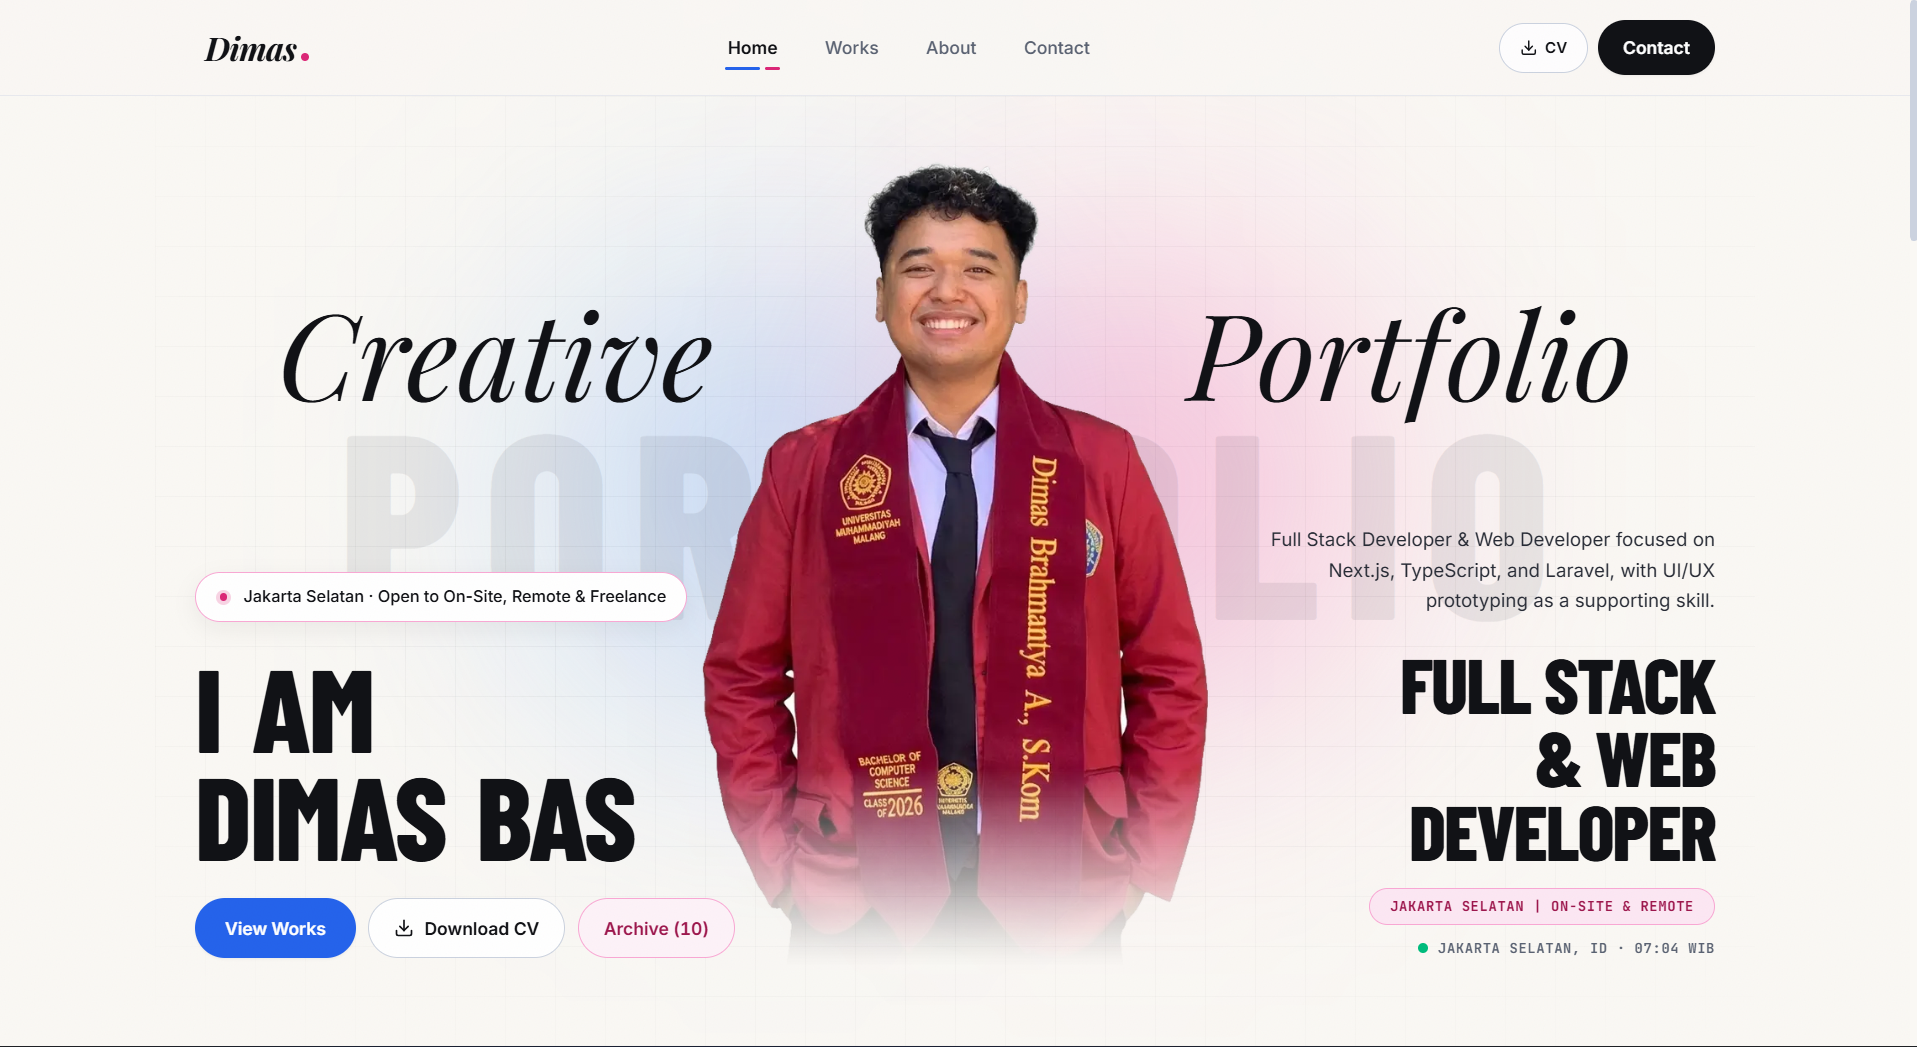 Dimas.
Home
Works
About
Contact
CV
Contact
Creative
Portfolio
PORTFOLIO
UNIVERSITAS
MUHAMMADIYAH
MALANG
Dimas Brahmantya A., S.Kom
Jakarta Selatan · Open to On-Site, Remote & Freelance
Full Stack Developer & Web Developer focused on
Next.js, TypeScript, and Laravel, with UI/UX
prototyping as a supporting skill.
I AM
DIMAS BAS
FULL STACK
& WEB
DEVELOPER
BACHELOR OF
COMPUTER
SCIENCE
CLASS
OF 2026
View Works
Download CV
Archive (10)
JAKARTA SELATAN | ON-SITE & REMOTE
JAKARTA SELATAN, ID · 07:04 WIB